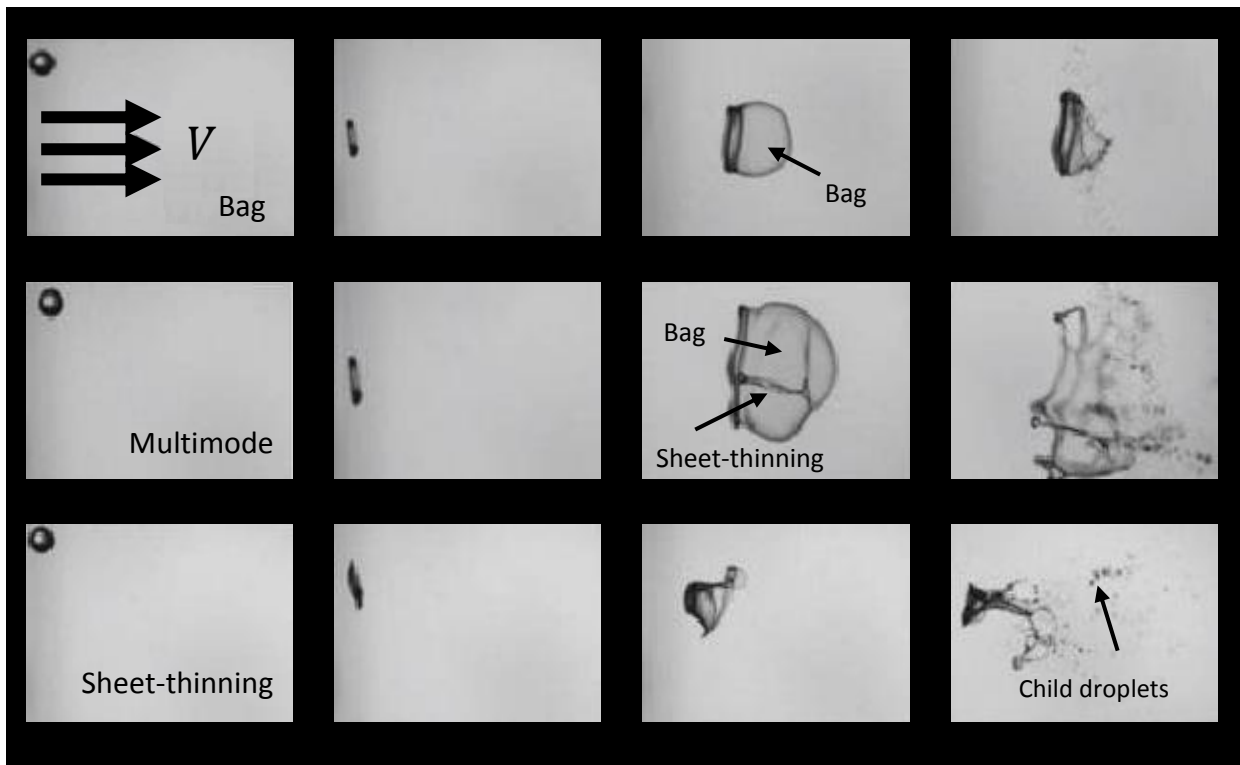 V
Bag
Bag
Multimode
Bag
Sheet-thinning
Sheet-thinning
Child droplets